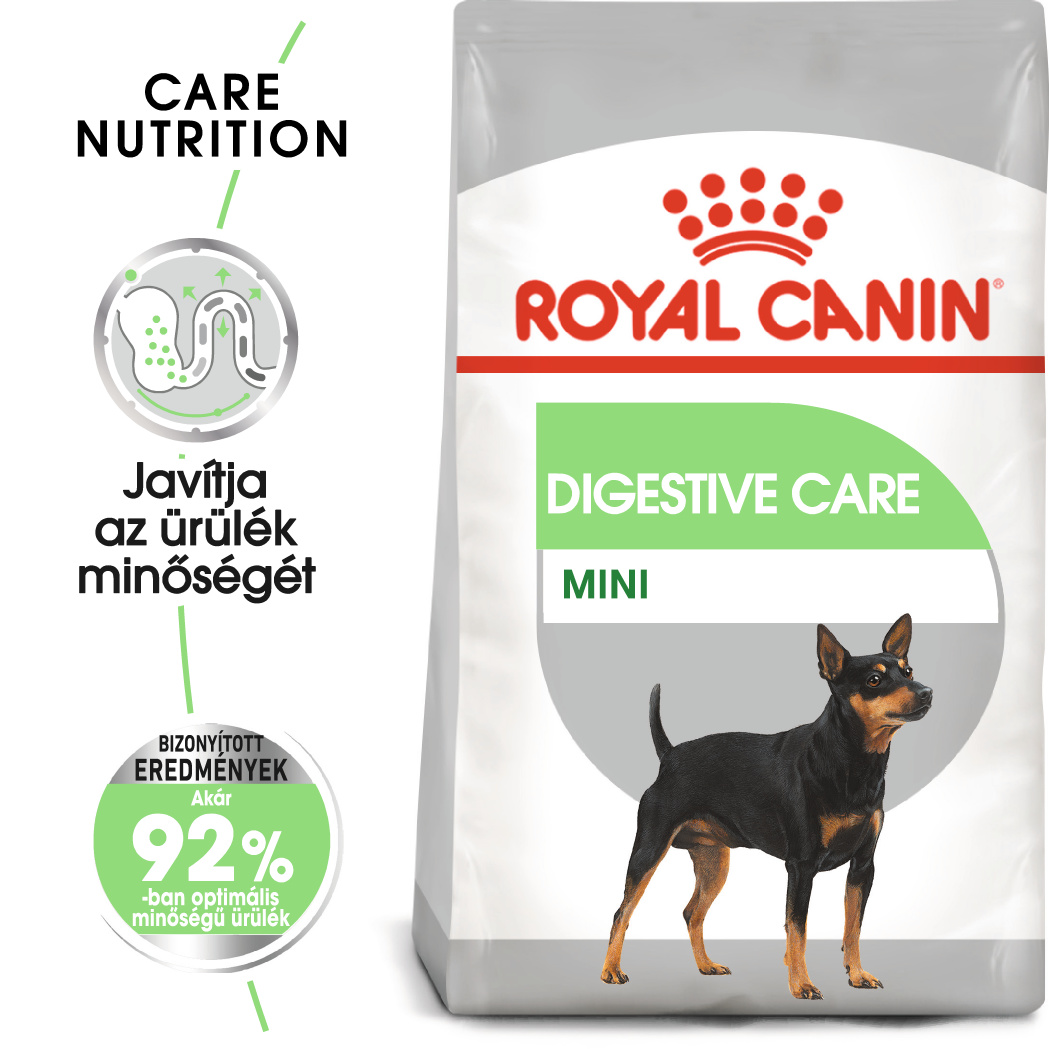 CARE
NUTRITION
Javítja
az ürülék
minőségét
BIZONYÍTOTT
EREDMÉNYEK
Akár
92%
-ban optimális
minőségű ürülék
ROYAL CANIN®
DIGESTIVE CARE
MINI